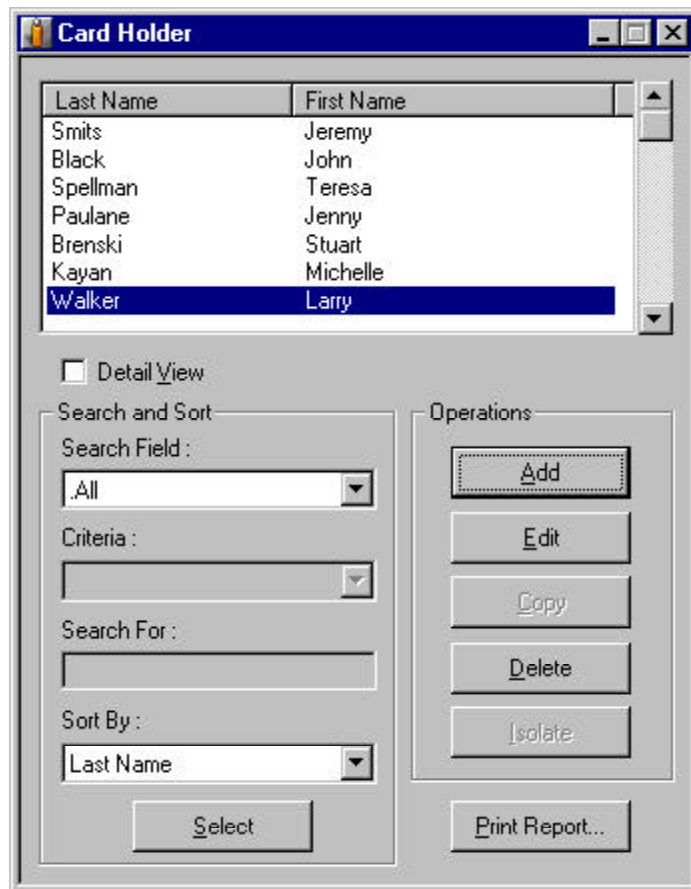 Card Holder
Last Name First Name
Smits Jeremy
Black John
Spellman Teresa
Paulane Jenny
Brenski Stuart
Kayan Michelle
Walker Larry
Detail View
Search and Sort
Search Field :
.All
Criteria :
Search For :
Sort By :
Last Name
Select
Operations
Add
Edit
Copy
Delete
Isolate
Print Report...